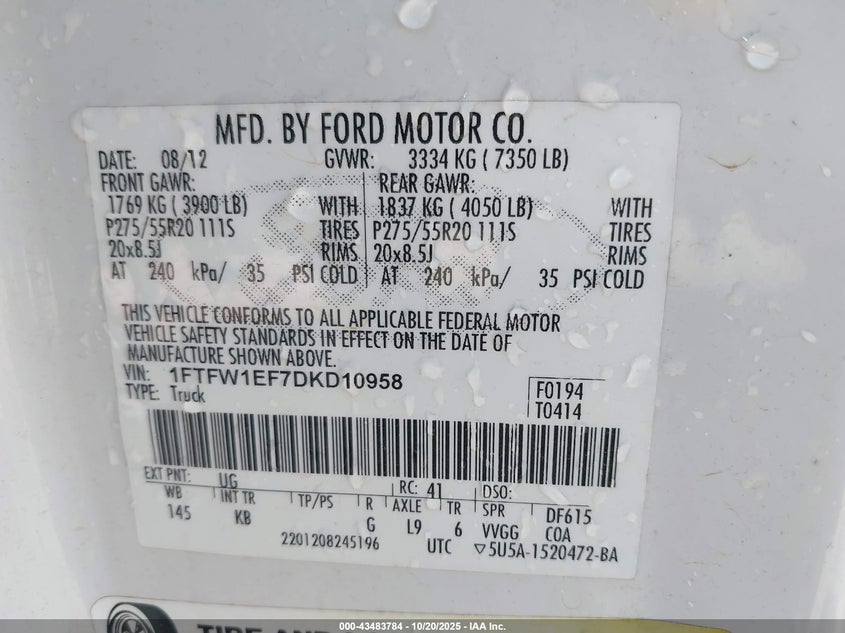 MFD. BY FORD MOTOR CO.
DATE: 08/12 GVWR: 3334 KG ( 7350 LB)
FRONT GAWR: REAR GAWR:
1769 KG ( 3900 LB) WITH 1837 KG ( 4050 LB) WITH
P275/55R20 111S TIRES P275/55R20 111S TIRES
20x8.5J RIMS 20x8.5J RIMS
AT 240 kPa/ 35 PSI COLD AT 240 kPa/ 35 PSI COLD
THIS VEHICLE CONFORMS TO ALL APPLICABLE FEDERAL MOTOR
VEHICLE SAFETY STANDARDS IN EFFECT ON THE DATE OF
MANUFACTURE SHOWN ABOVE.
VIN: 1FTFW1EF7DKD10958 F0194
TYPE: Truck T0414
EXT PNT: UG RC: 41 DSO:
WB INT TR TP/PS R AXLE TR SPR DF615
145 KB G L9 6 VVGG COA
2201208245196 UTC ▽5U5A-1520472-BA
TIRE AND
000-43483784 | 10/20/2025 | IAA Inc.